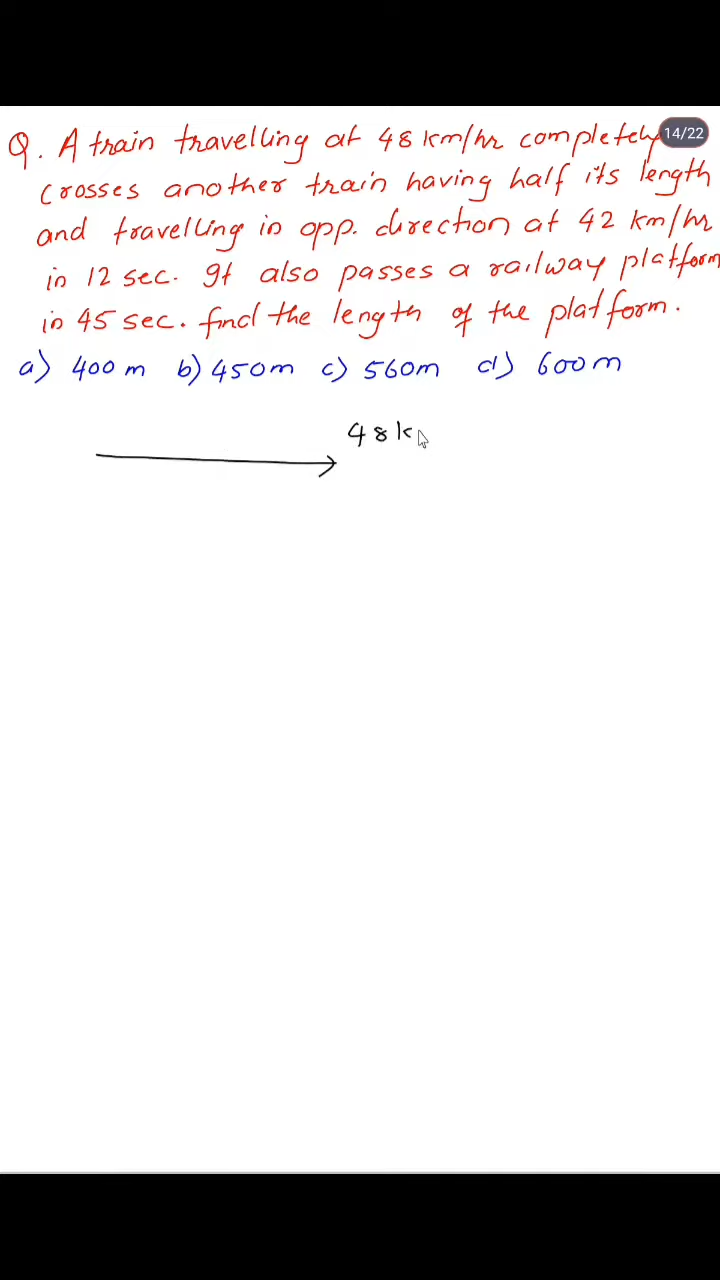 14/22
Q. A train travelling at 48 km/hr completely
crosses another train having half its length
and travelling in opp. direction at 42 km/hr
in 12 sec. It also passes a railway platform
in 45 sec. find the length of the platform.
a) 400 m b) 450m c) 560m d) 600m
48 k